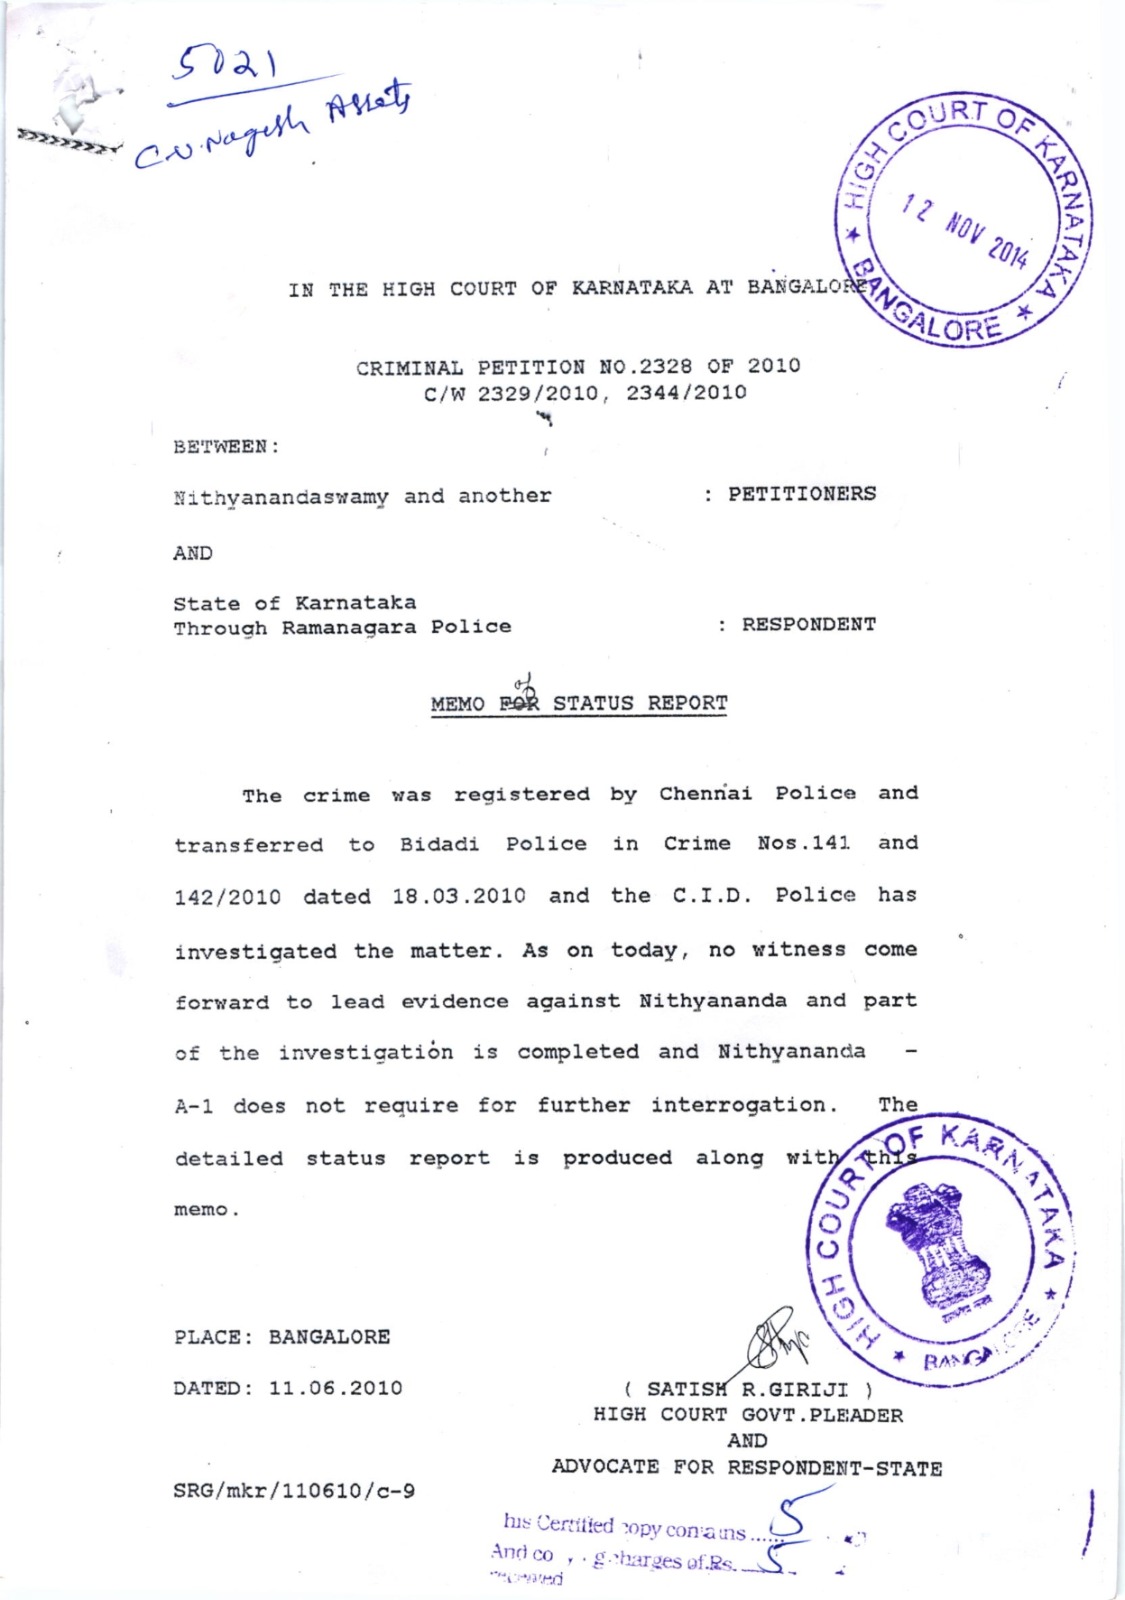 5021
C.V. Nagesh Assts
HIGH COURT OF KARNATAKA
12 NOV 2014
★ BANGALORE ★
IN THE HIGH COURT OF KARNATAKA AT BANGALORE
CRIMINAL PETITION NO.2328 OF 2010
C/W 2329/2010, 2344/2010
BETWEEN:
Nithyanandaswamy and another : PETITIONERS
AND
State of Karnataka
Through Ramanagara Police : RESPONDENT
of
MEMO FOR STATUS REPORT
The crime was registered by Chennai Police and
transferred to Bidadi Police in Crime Nos.141 and
142/2010 dated 18.03.2010 and the C.I.D. Police has
investigated the matter. As on today, no witness come
forward to lead evidence against Nithyananda and part
of the investigation is completed and Nithyananda –
A-1 does not require for further interrogation. The
detailed status report is produced along with this
memo.
HIGH COURT OF KARNATAKA
★ BANGALORE ★
PLACE: BANGALORE
DATED: 11.06.2010
( SATISH R.GIRIJI )
HIGH COURT GOVT.PLEADER
AND
ADVOCATE FOR RESPONDENT-STATE
SRG/mkr/110610/c-9
his Certified copy contains ...... 5
And co g charges of Rs. 5